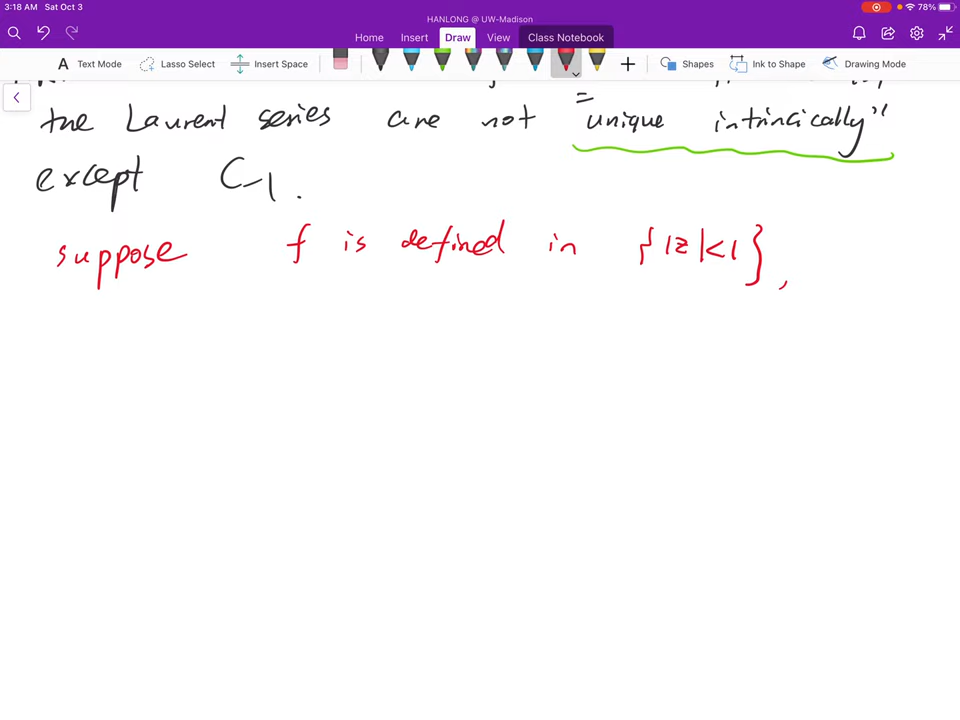 3:18 AM Sat Oct 3
78%
HANLONG @ UW-Madison
Home Insert Draw View Class Notebook
Text Mode Lasso Select Insert Space Shapes Ink to Shape Drawing Mode
the Laurent series are not "unique intrinsically"
except C-1.
suppose f is defined in {|z|<1},